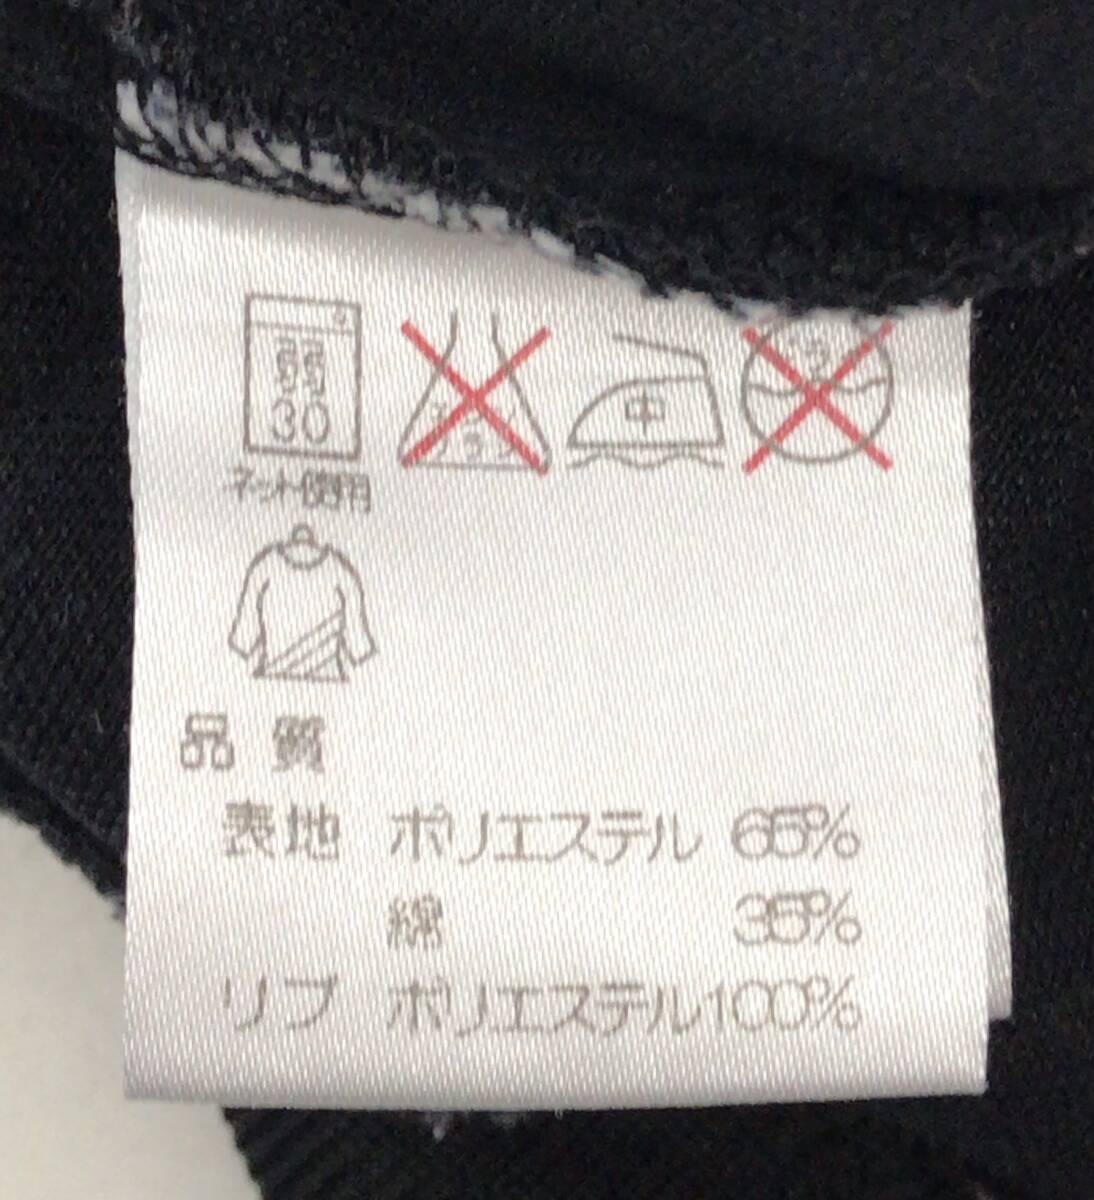 弱
30
中
ネット使用
品質
表地 ポリエステル 65%
綿 35%
リブ ポリエステル100%